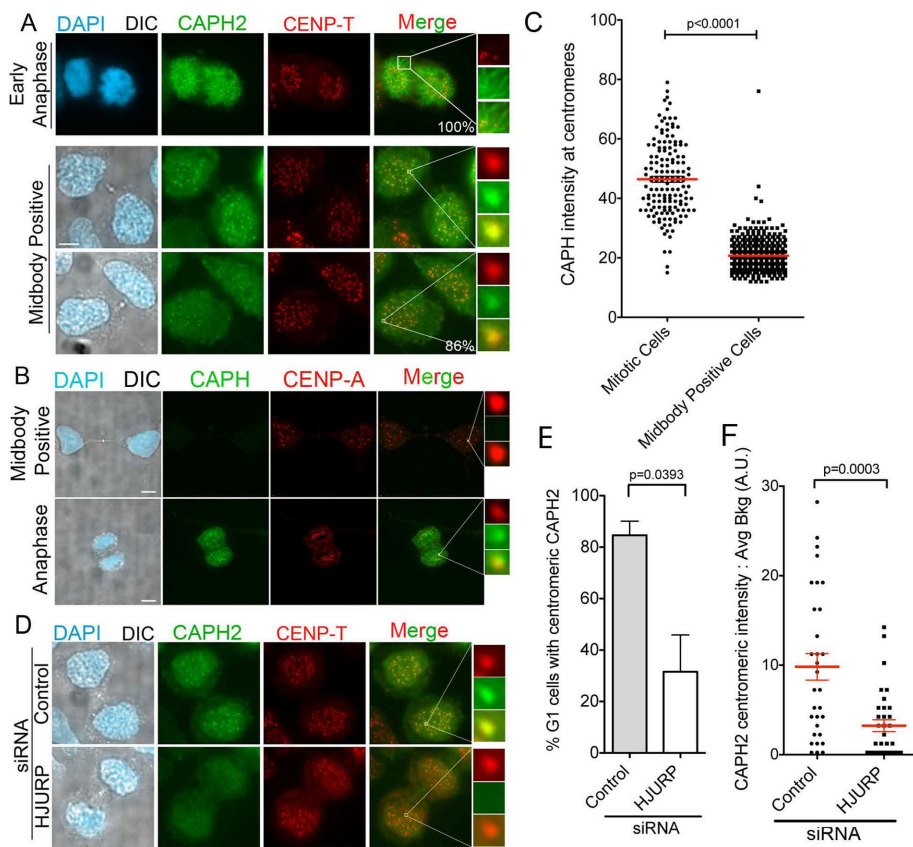 A
DAPI DIC CAPH2 CENP-T Merge
Early
Anaphase
100%
Midbody Positive
86%
B
DAPI DIC CAPH CENP-A Merge
Midbody
Positive
Anaphase
D
DAPI DIC CAPH2 CENP-T Merge
siRNA
Control
HJURP
C
p<0.0001
CAPH intensity at centromeres
100
80
60
40
20
0
Mitotic Cells
Midbody Positive Cells
E
p=0.0393
% G1 cells with centromeric CAPH2
100
80
60
40
20
0
Control
HJURP
siRNA
F
p=0.0003
CAPH2 centromeric intensity : Avg Bkg (A.U.)
30
20
10
0
Control
HJURP
siRNA